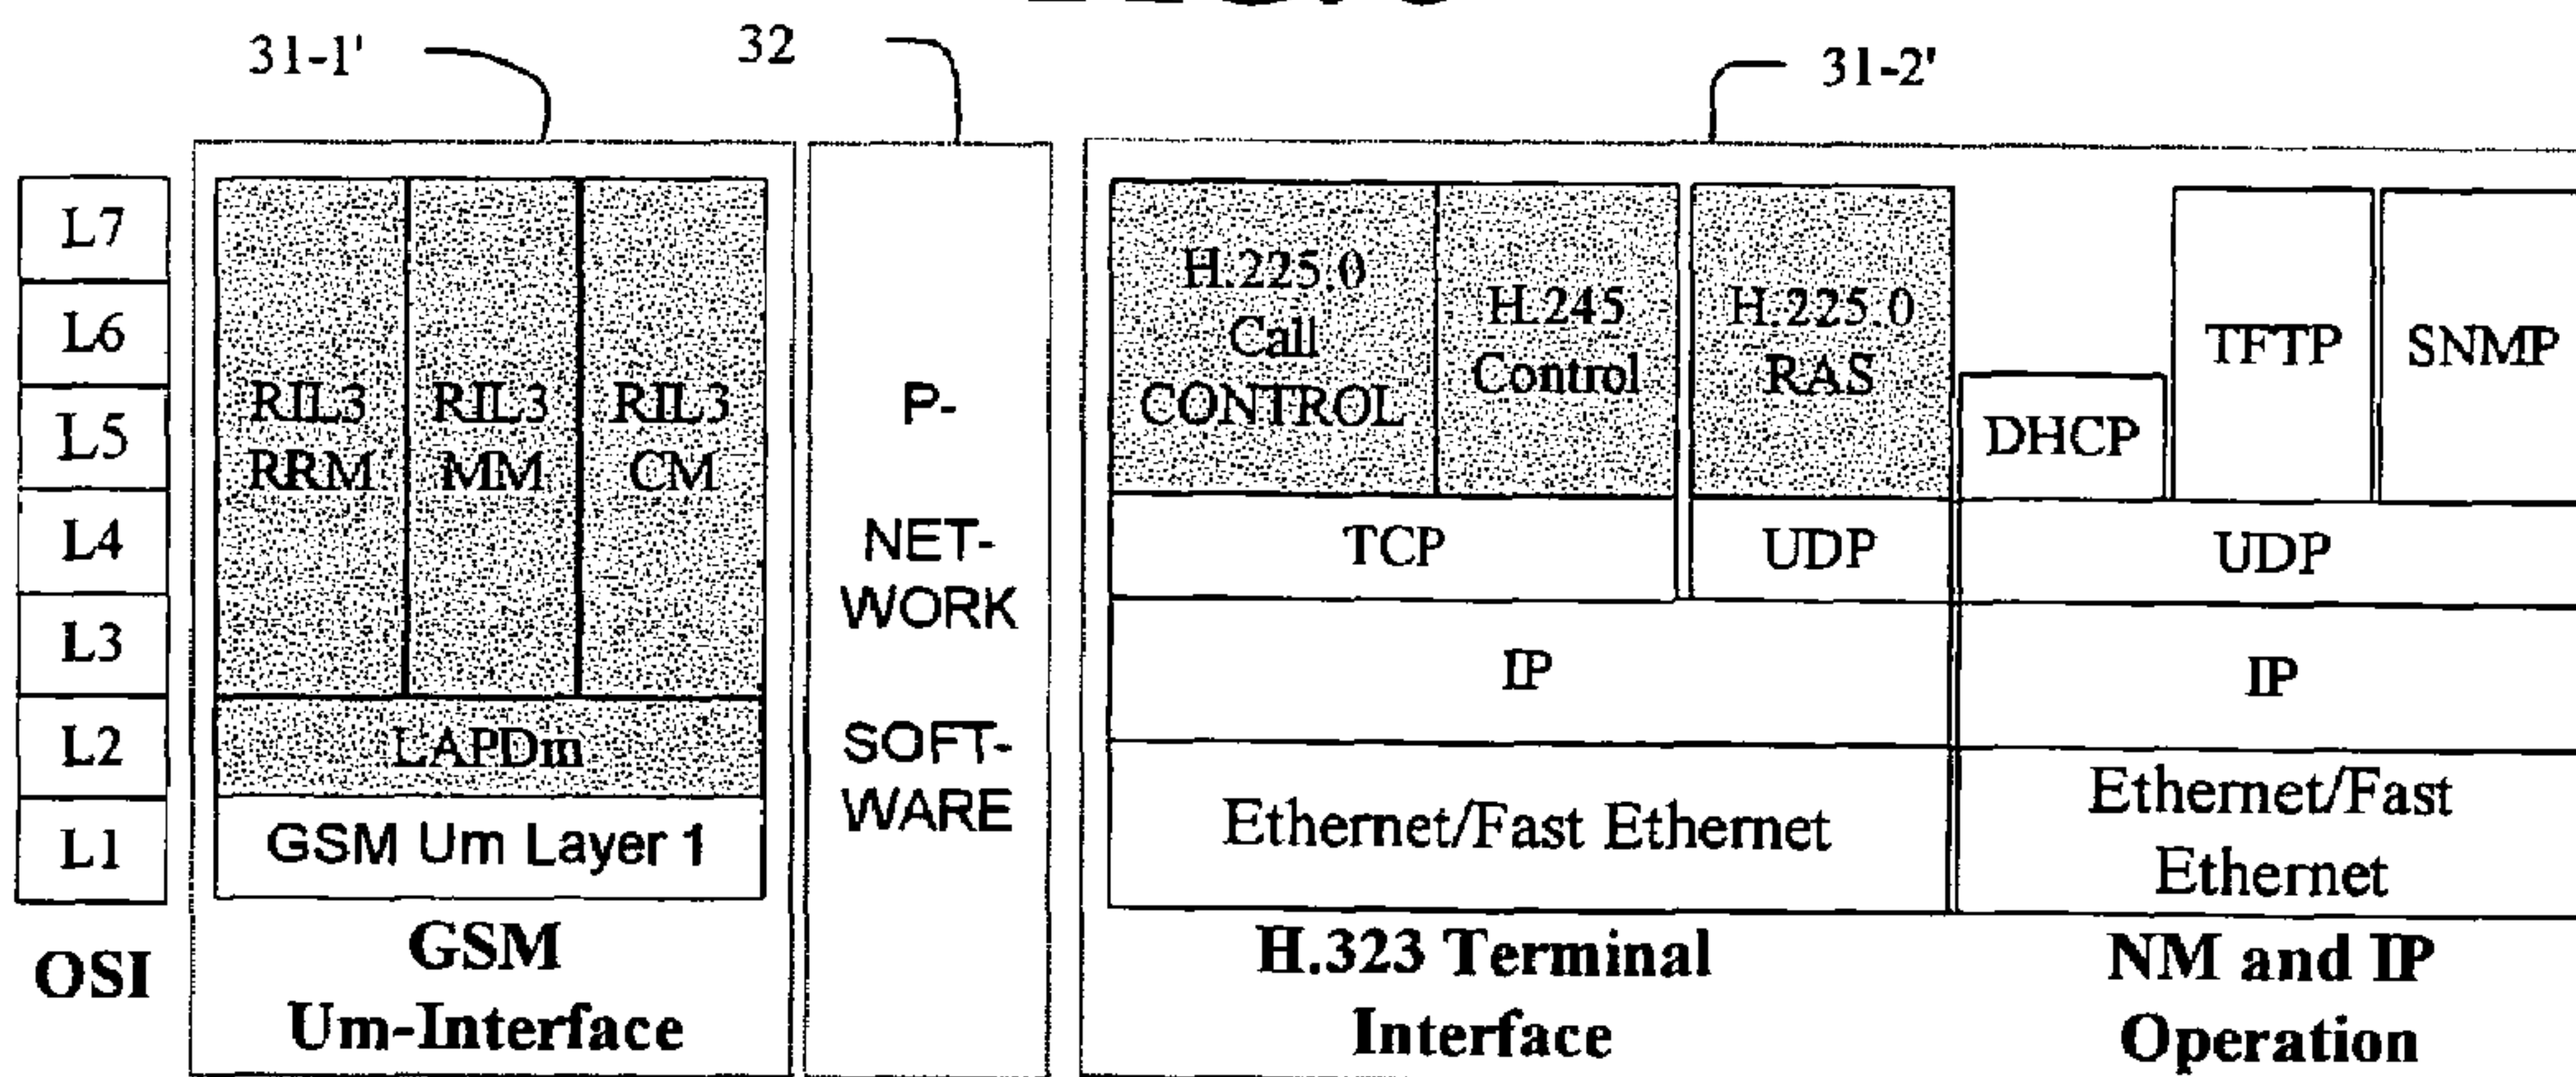 31-1'
32
31-2'
L7
L6
L5
L4
L3
L2
L1
OSI
RIL3
RRM
RIL3
MM
RIL3
CM
LAPDm
GSM Um Layer 1
GSM
Um-Interface
P-
NET-
WORK
SOFT-
WARE
H.225.0
Call
CONTROL
H.245
Control
H.225.0
RAS
TCP
UDP
IP
Ethernet/Fast Ethernet
H.323 Terminal
Interface
DHCP
TFTP
SNMP
UDP
IP
Ethernet/Fast
Ethernet
NM and IP
Operation